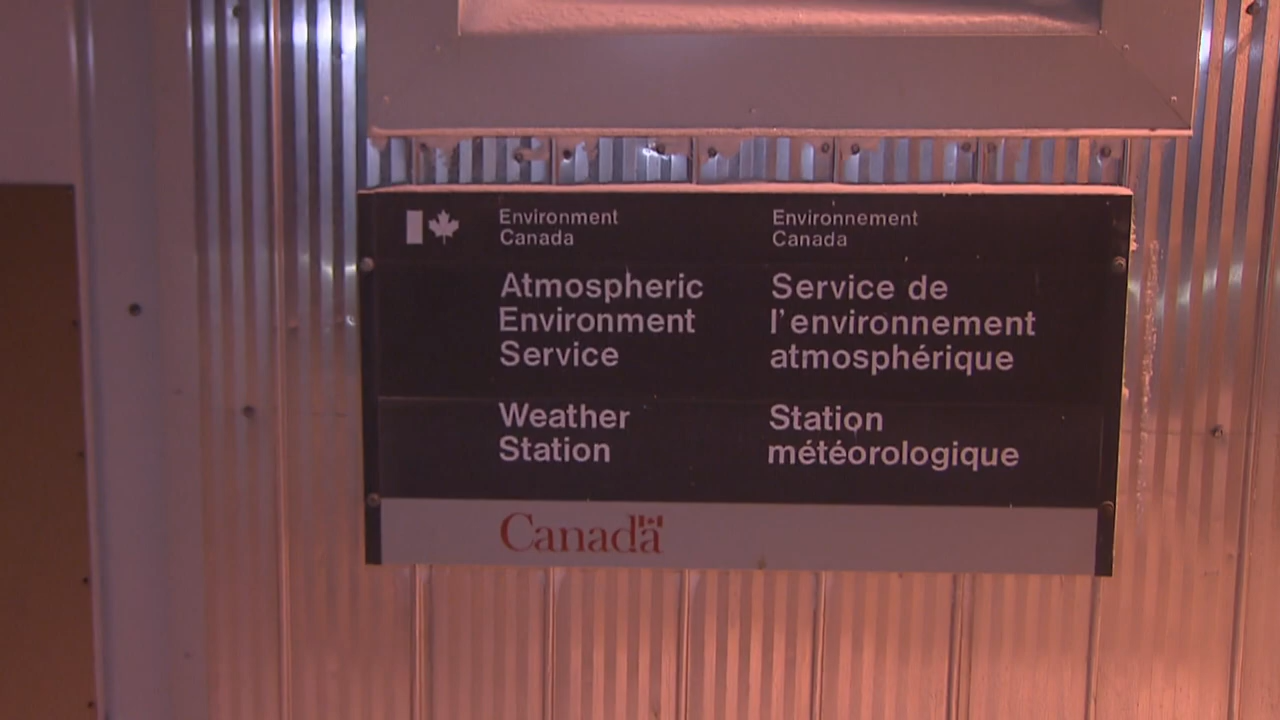 Environment
Canada
Environnement
Canada
Atmospheric
Environment
Service
Service de
l'environnement
atmosphérique
Weather
Station
Station
météorologique
Canada